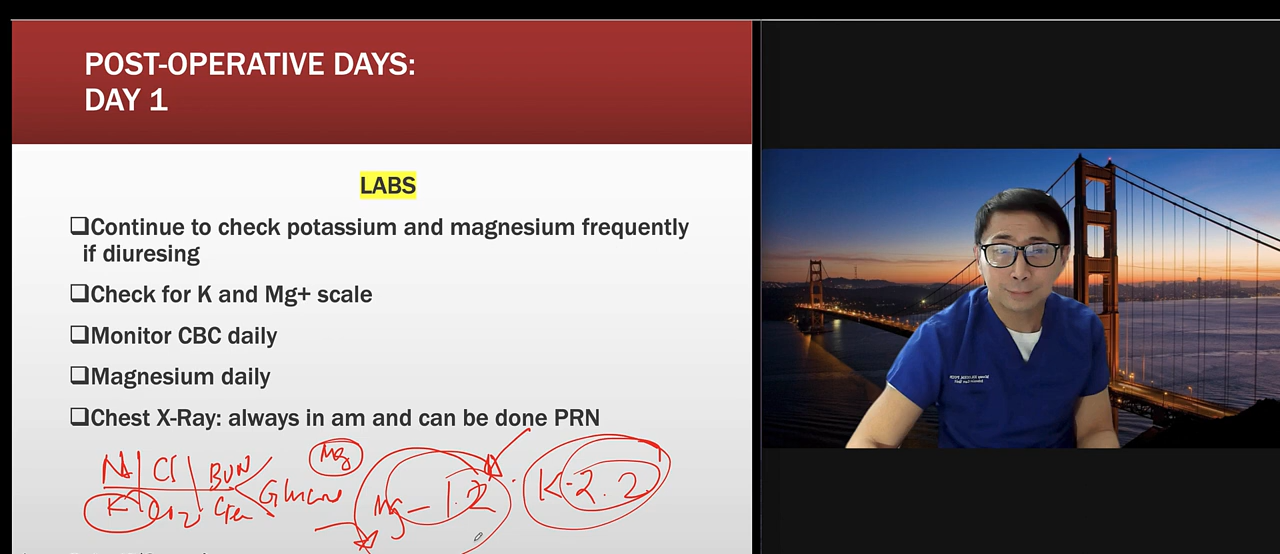 POST-OPERATIVE DAYS:
DAY 1
LABS
❑Continue to check potassium and magnesium frequently
if diuresing
❑Check for K and Mg+ scale
❑Monitor CBC daily
❑Magnesium daily
❑Chest X-Ray: always in am and can be done PRN
Na Cl BUN Glucose Mg
K
Mg - 1.2 K-2.2